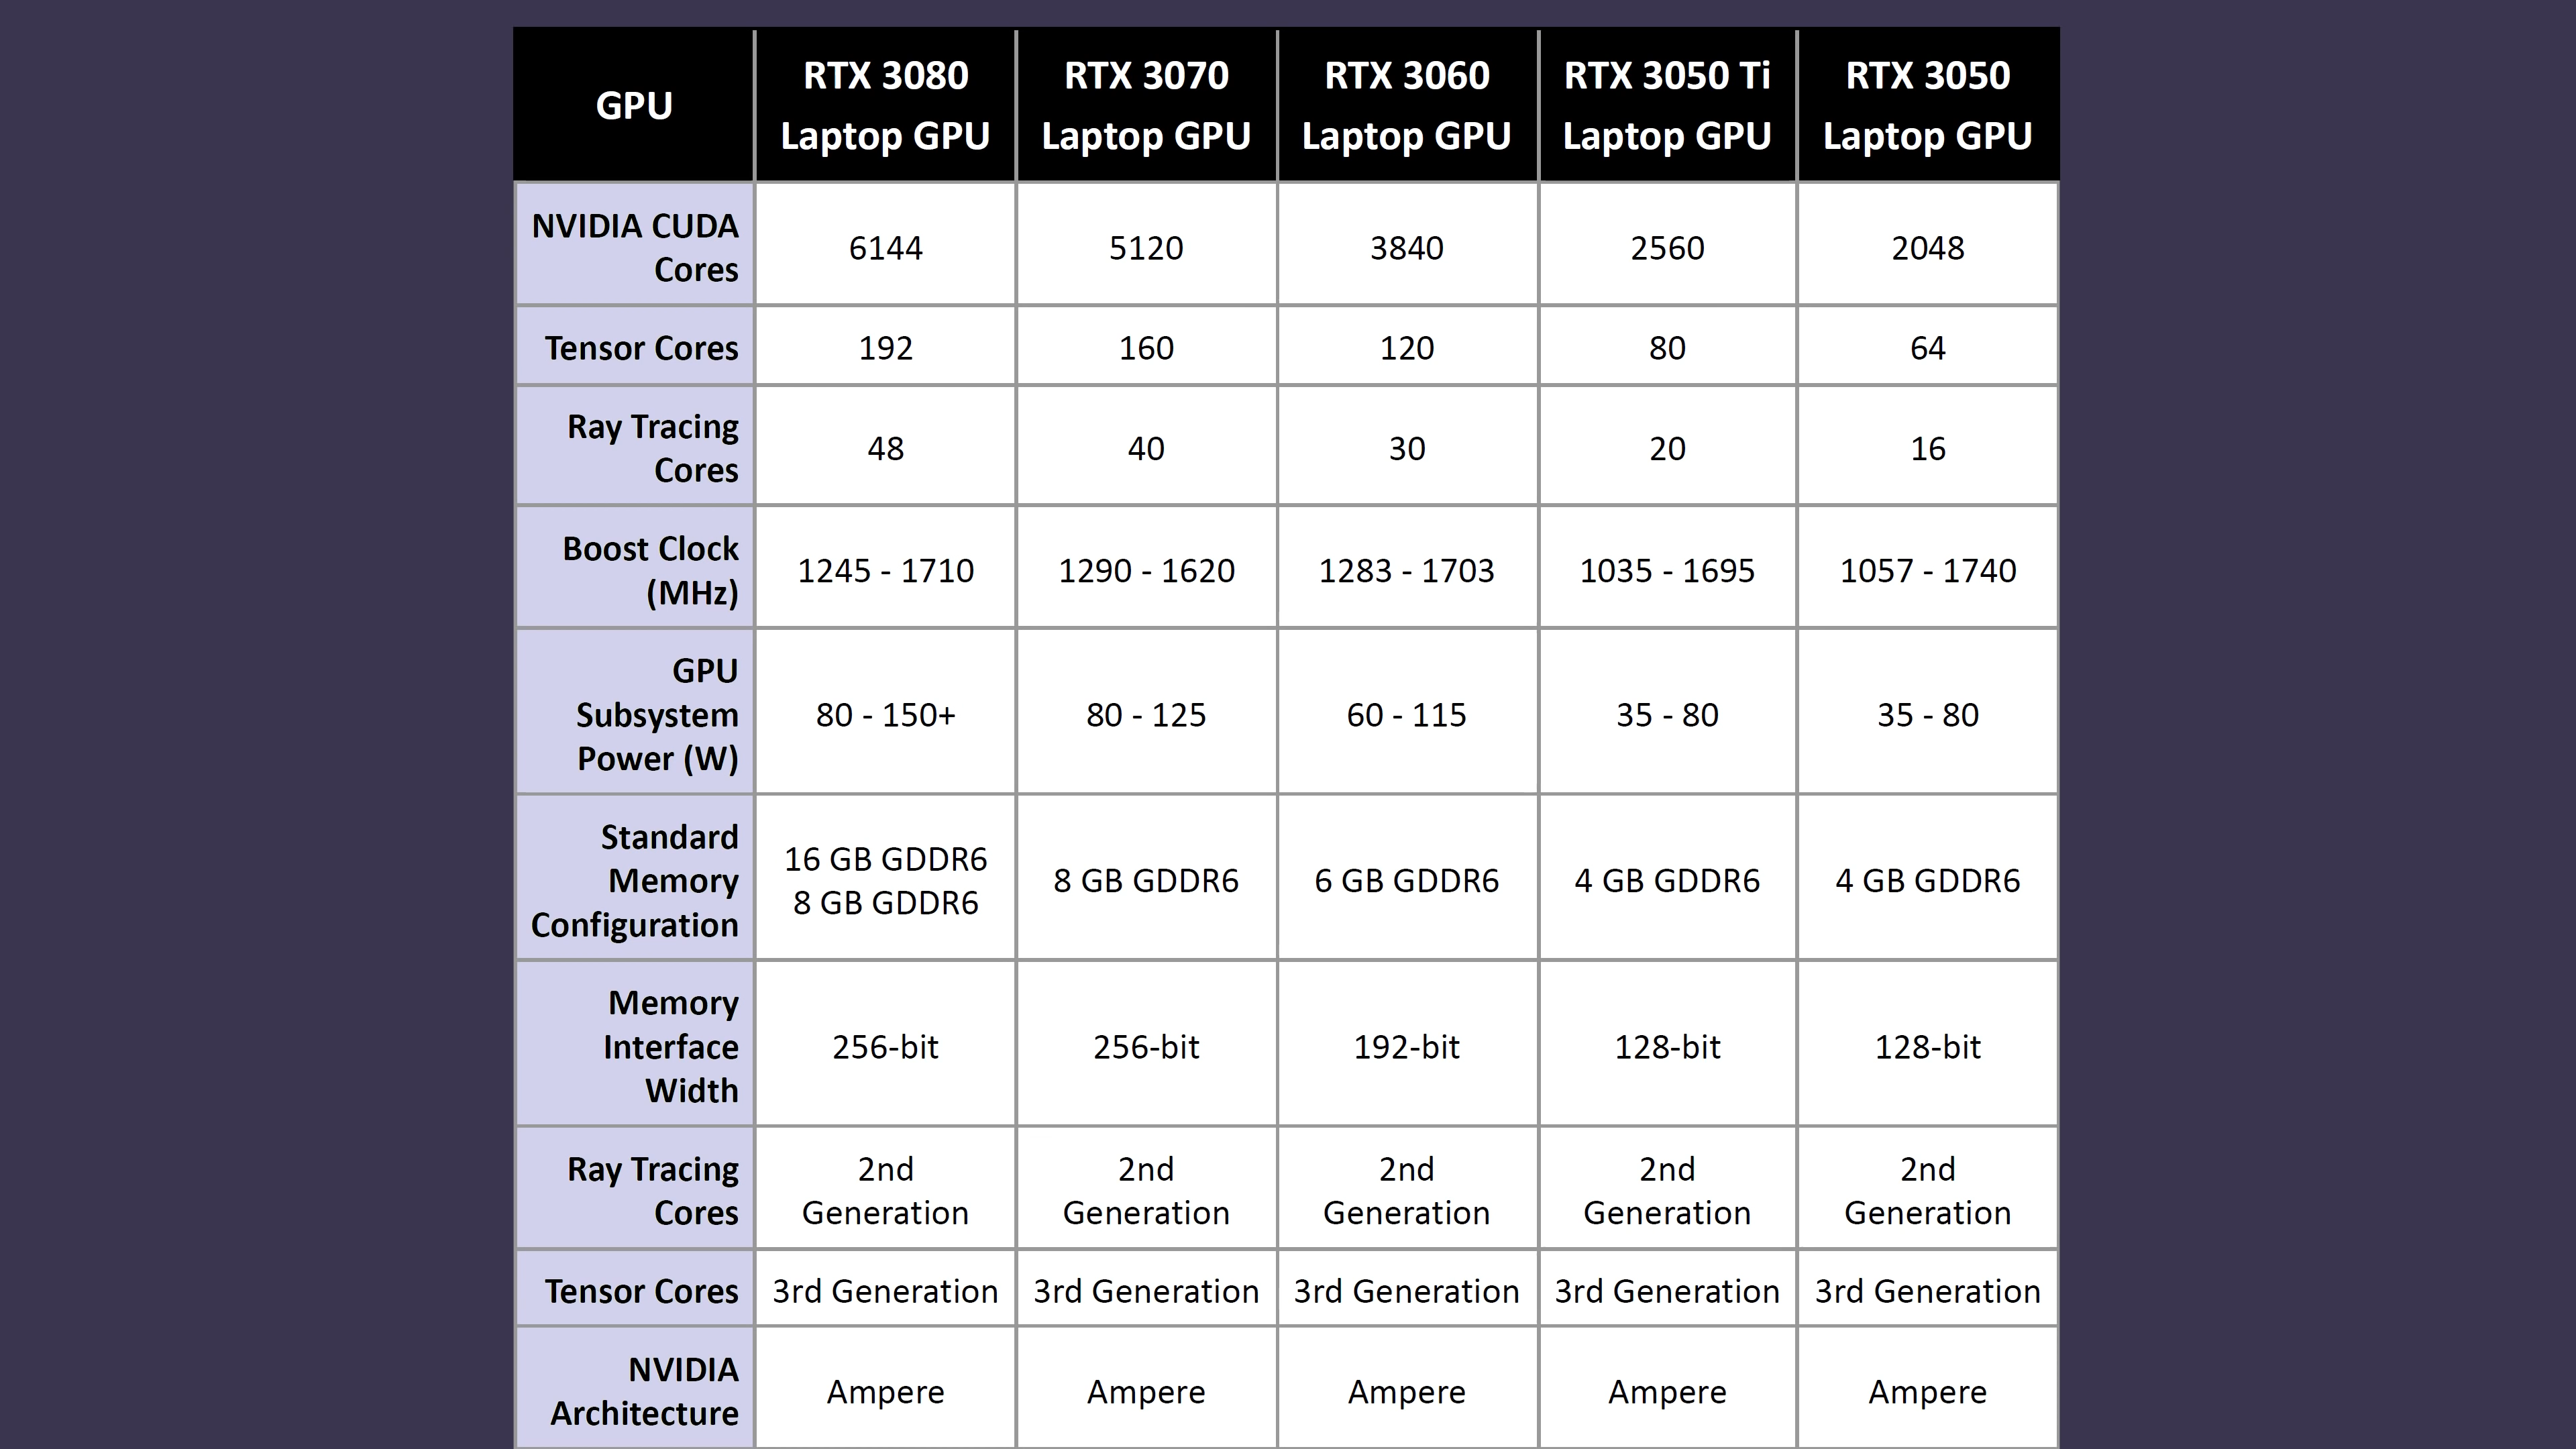 GPU
RTX 3080
Laptop GPU
RTX 3070
Laptop GPU
RTX 3060
Laptop GPU
RTX 3050 Ti
Laptop GPU
RTX 3050
Laptop GPU
NVIDIA CUDA
Cores
6144
5120
3840
2560
2048
Tensor Cores
192
160
120
80
64
Ray Tracing
Cores
48
40
30
20
16
Boost Clock
(MHz)
1245 - 1710
1290 - 1620
1283 - 1703
1035 - 1695
1057 - 1740
GPU
Subsystem
Power (W)
80 - 150+
80 - 125
60 - 115
35 - 80
35 - 80
Standard
Memory
Configuration
16 GB GDDR6
8 GB GDDR6
8 GB GDDR6
6 GB GDDR6
4 GB GDDR6
4 GB GDDR6
Memory
Interface
Width
256-bit
256-bit
192-bit
128-bit
128-bit
Ray Tracing
Cores
2nd
Generation
2nd
Generation
2nd
Generation
2nd
Generation
2nd
Generation
Tensor Cores
3rd Generation
3rd Generation
3rd Generation
3rd Generation
3rd Generation
NVIDIA
Architecture
Ampere
Ampere
Ampere
Ampere
Ampere